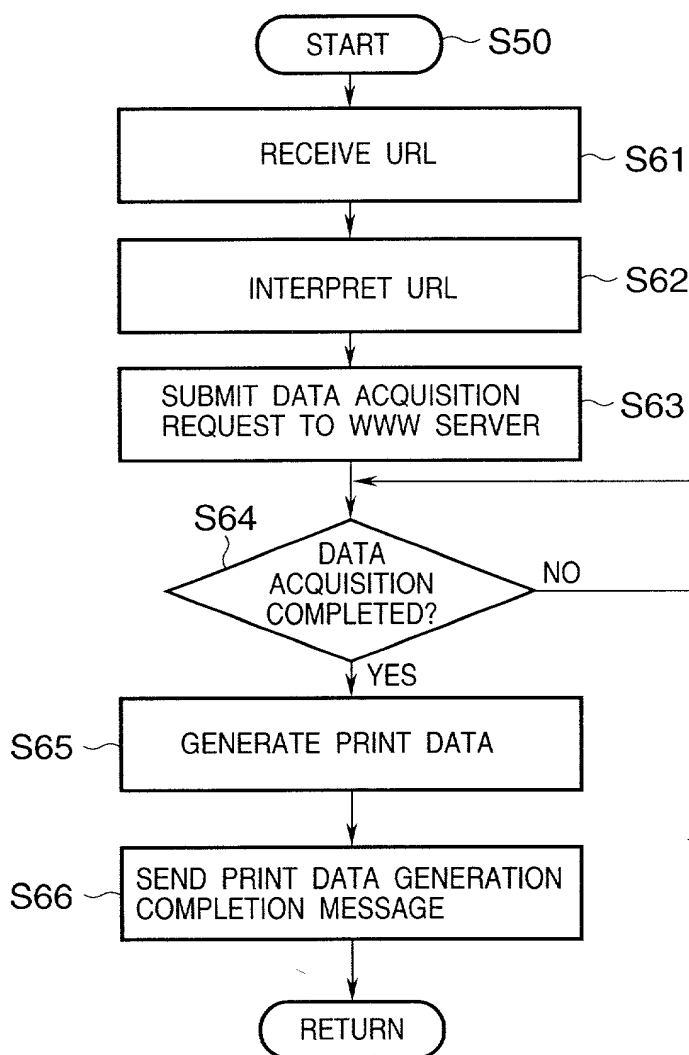 START
S50
RECEIVE URL
S61
INTERPRET URL
S62
SUBMIT DATA ACQUISITION
REQUEST TO WWW SERVER
S63
S64
DATA
ACQUISITION
COMPLETED?
NO
YES
S65
GENERATE PRINT DATA
S66
SEND PRINT DATA GENERATION
COMPLETION MESSAGE
RETURN